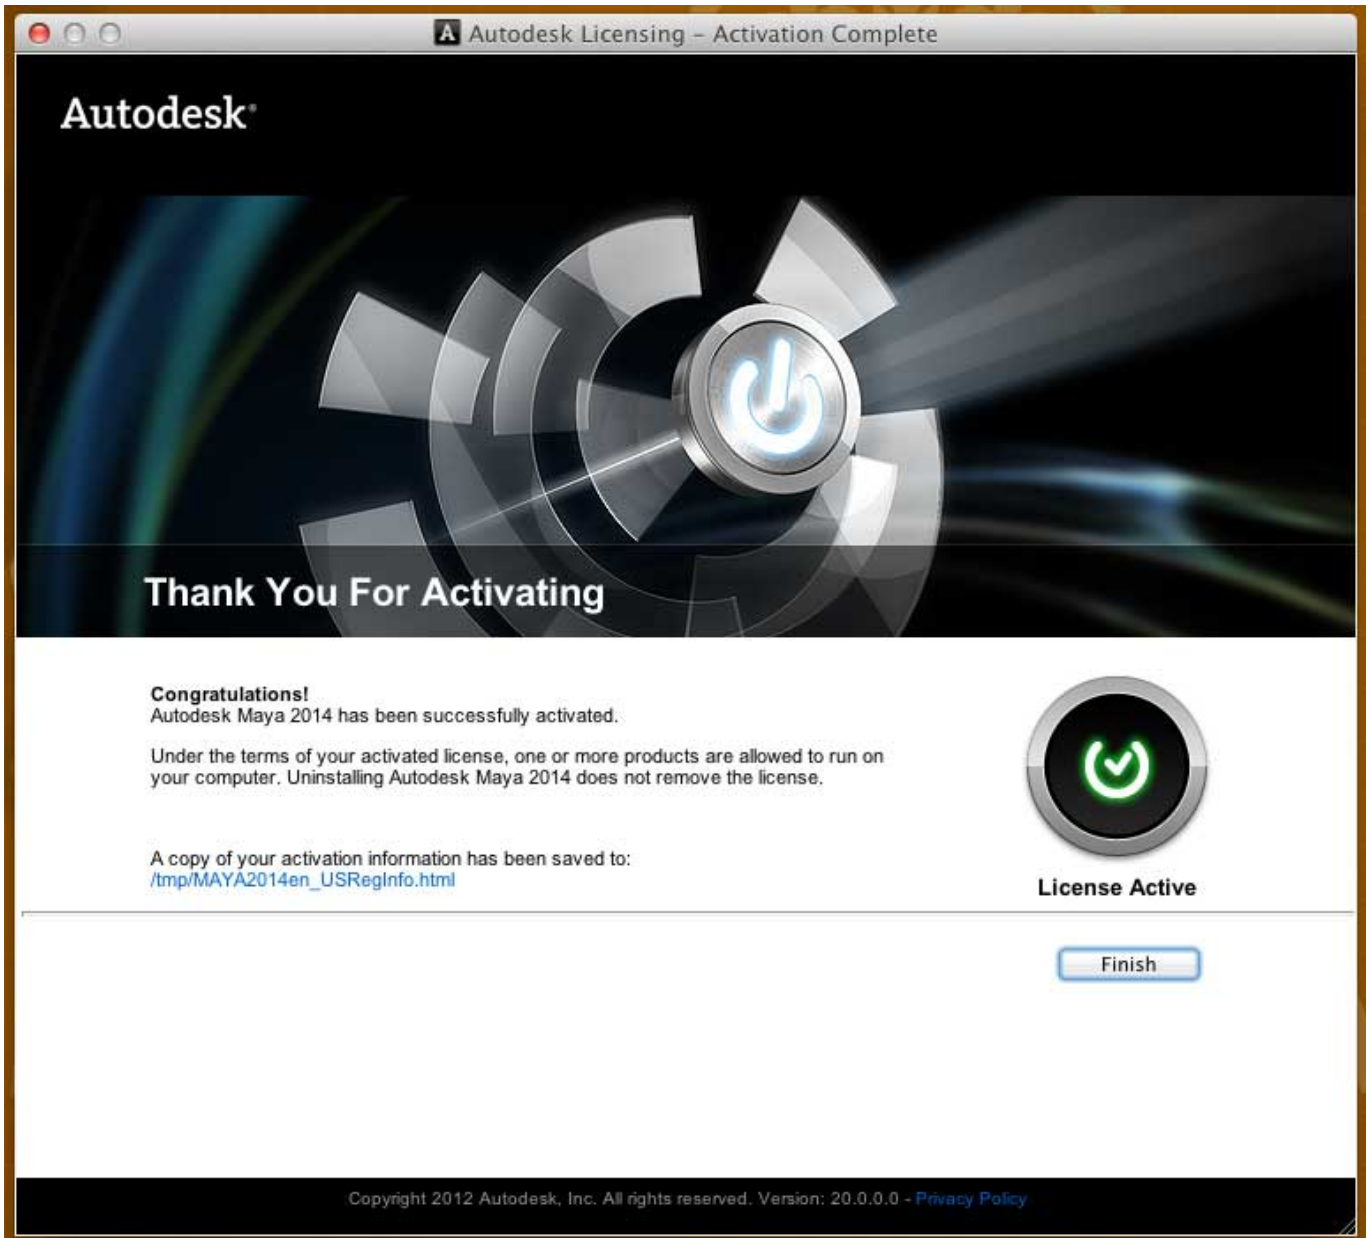 Autodesk Licensing – Activation Complete
Autodesk®
Thank You For Activating
Congratulations!
Autodesk Maya 2014 has been successfully activated.
Under the terms of your activated license, one or more products are allowed to run on
your computer. Uninstalling Autodesk Maya 2014 does not remove the license.
A copy of your activation information has been saved to:
/tmp/MAYA2014en_USRegInfo.html
License Active
Finish
Copyright 2012 Autodesk, Inc. All rights reserved. Version: 20.0.0.0 - Privacy Policy